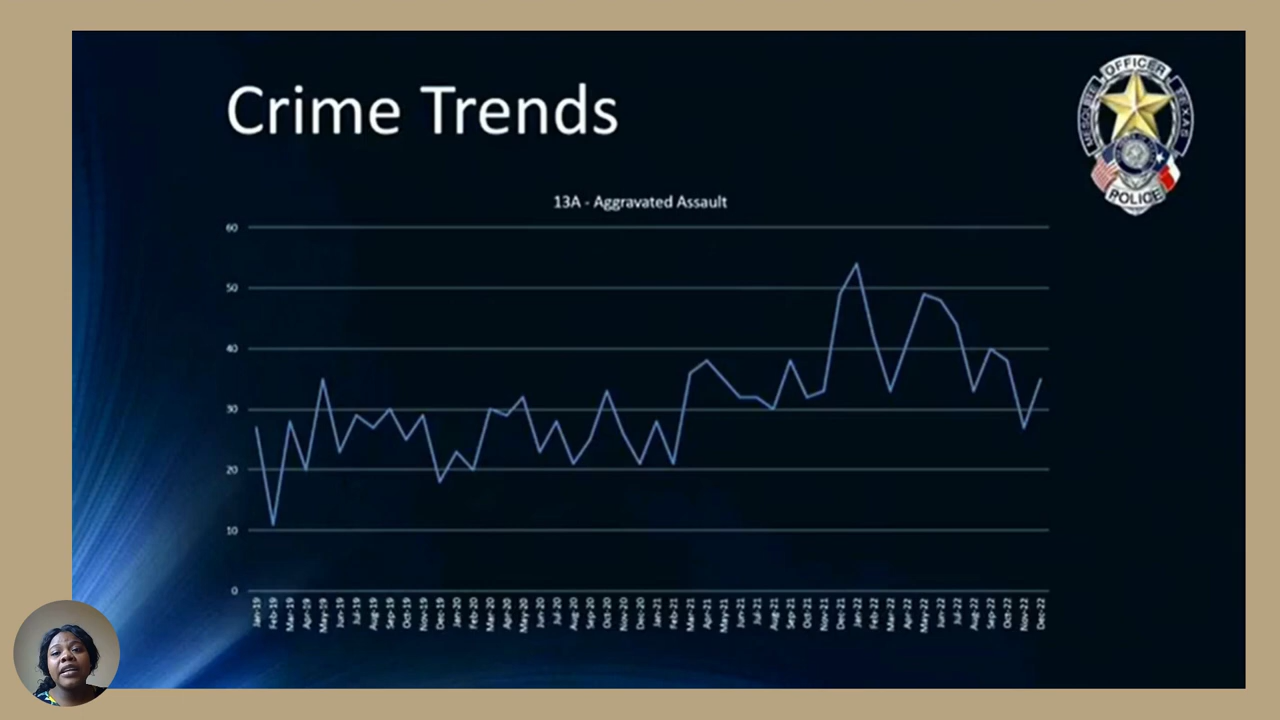 Crime Trends
OFFICER
MESQUITE
TEXAS
POLICE
13A - Aggravated Assault
60
50
40
30
20
10
0
Jan-19 Feb-19 Mar-19 Apr-19 May-19 Jun-19 Jul-19 Aug-19 Sep-19 Oct-19 Nov-19 Dec-19 Jan-20 Feb-20 Mar-20 Apr-20 May-20 Jun-20 Jul-20 Aug-20 Sep-20 Oct-20 Nov-20 Dec-20 Jan-21 Feb-21 Mar-21 Apr-21 May-21 Jun-21 Jul-21 Aug-21 Sep-21 Oct-21 Nov-21 Dec-21 Jan-22 Feb-22 Mar-22 Apr-22 May-22 Jun-22 Jul-22 Aug-22 Sep-22 Oct-22 Nov-22 Dec-22